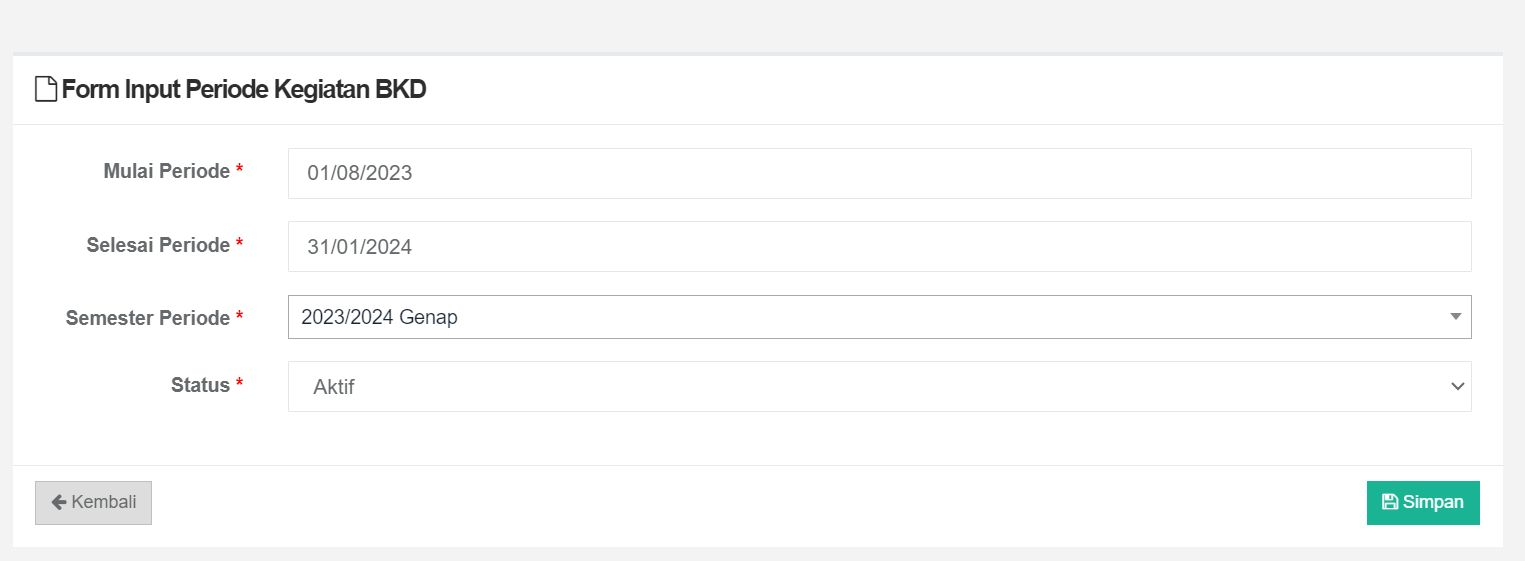 Form Input Periode Kegiatan BKD
Mulai Periode * 01/08/2023
Selesai Periode * 31/01/2024
Semester Periode * 2023/2024 Genap
Status * Aktif
Kembali Simpan